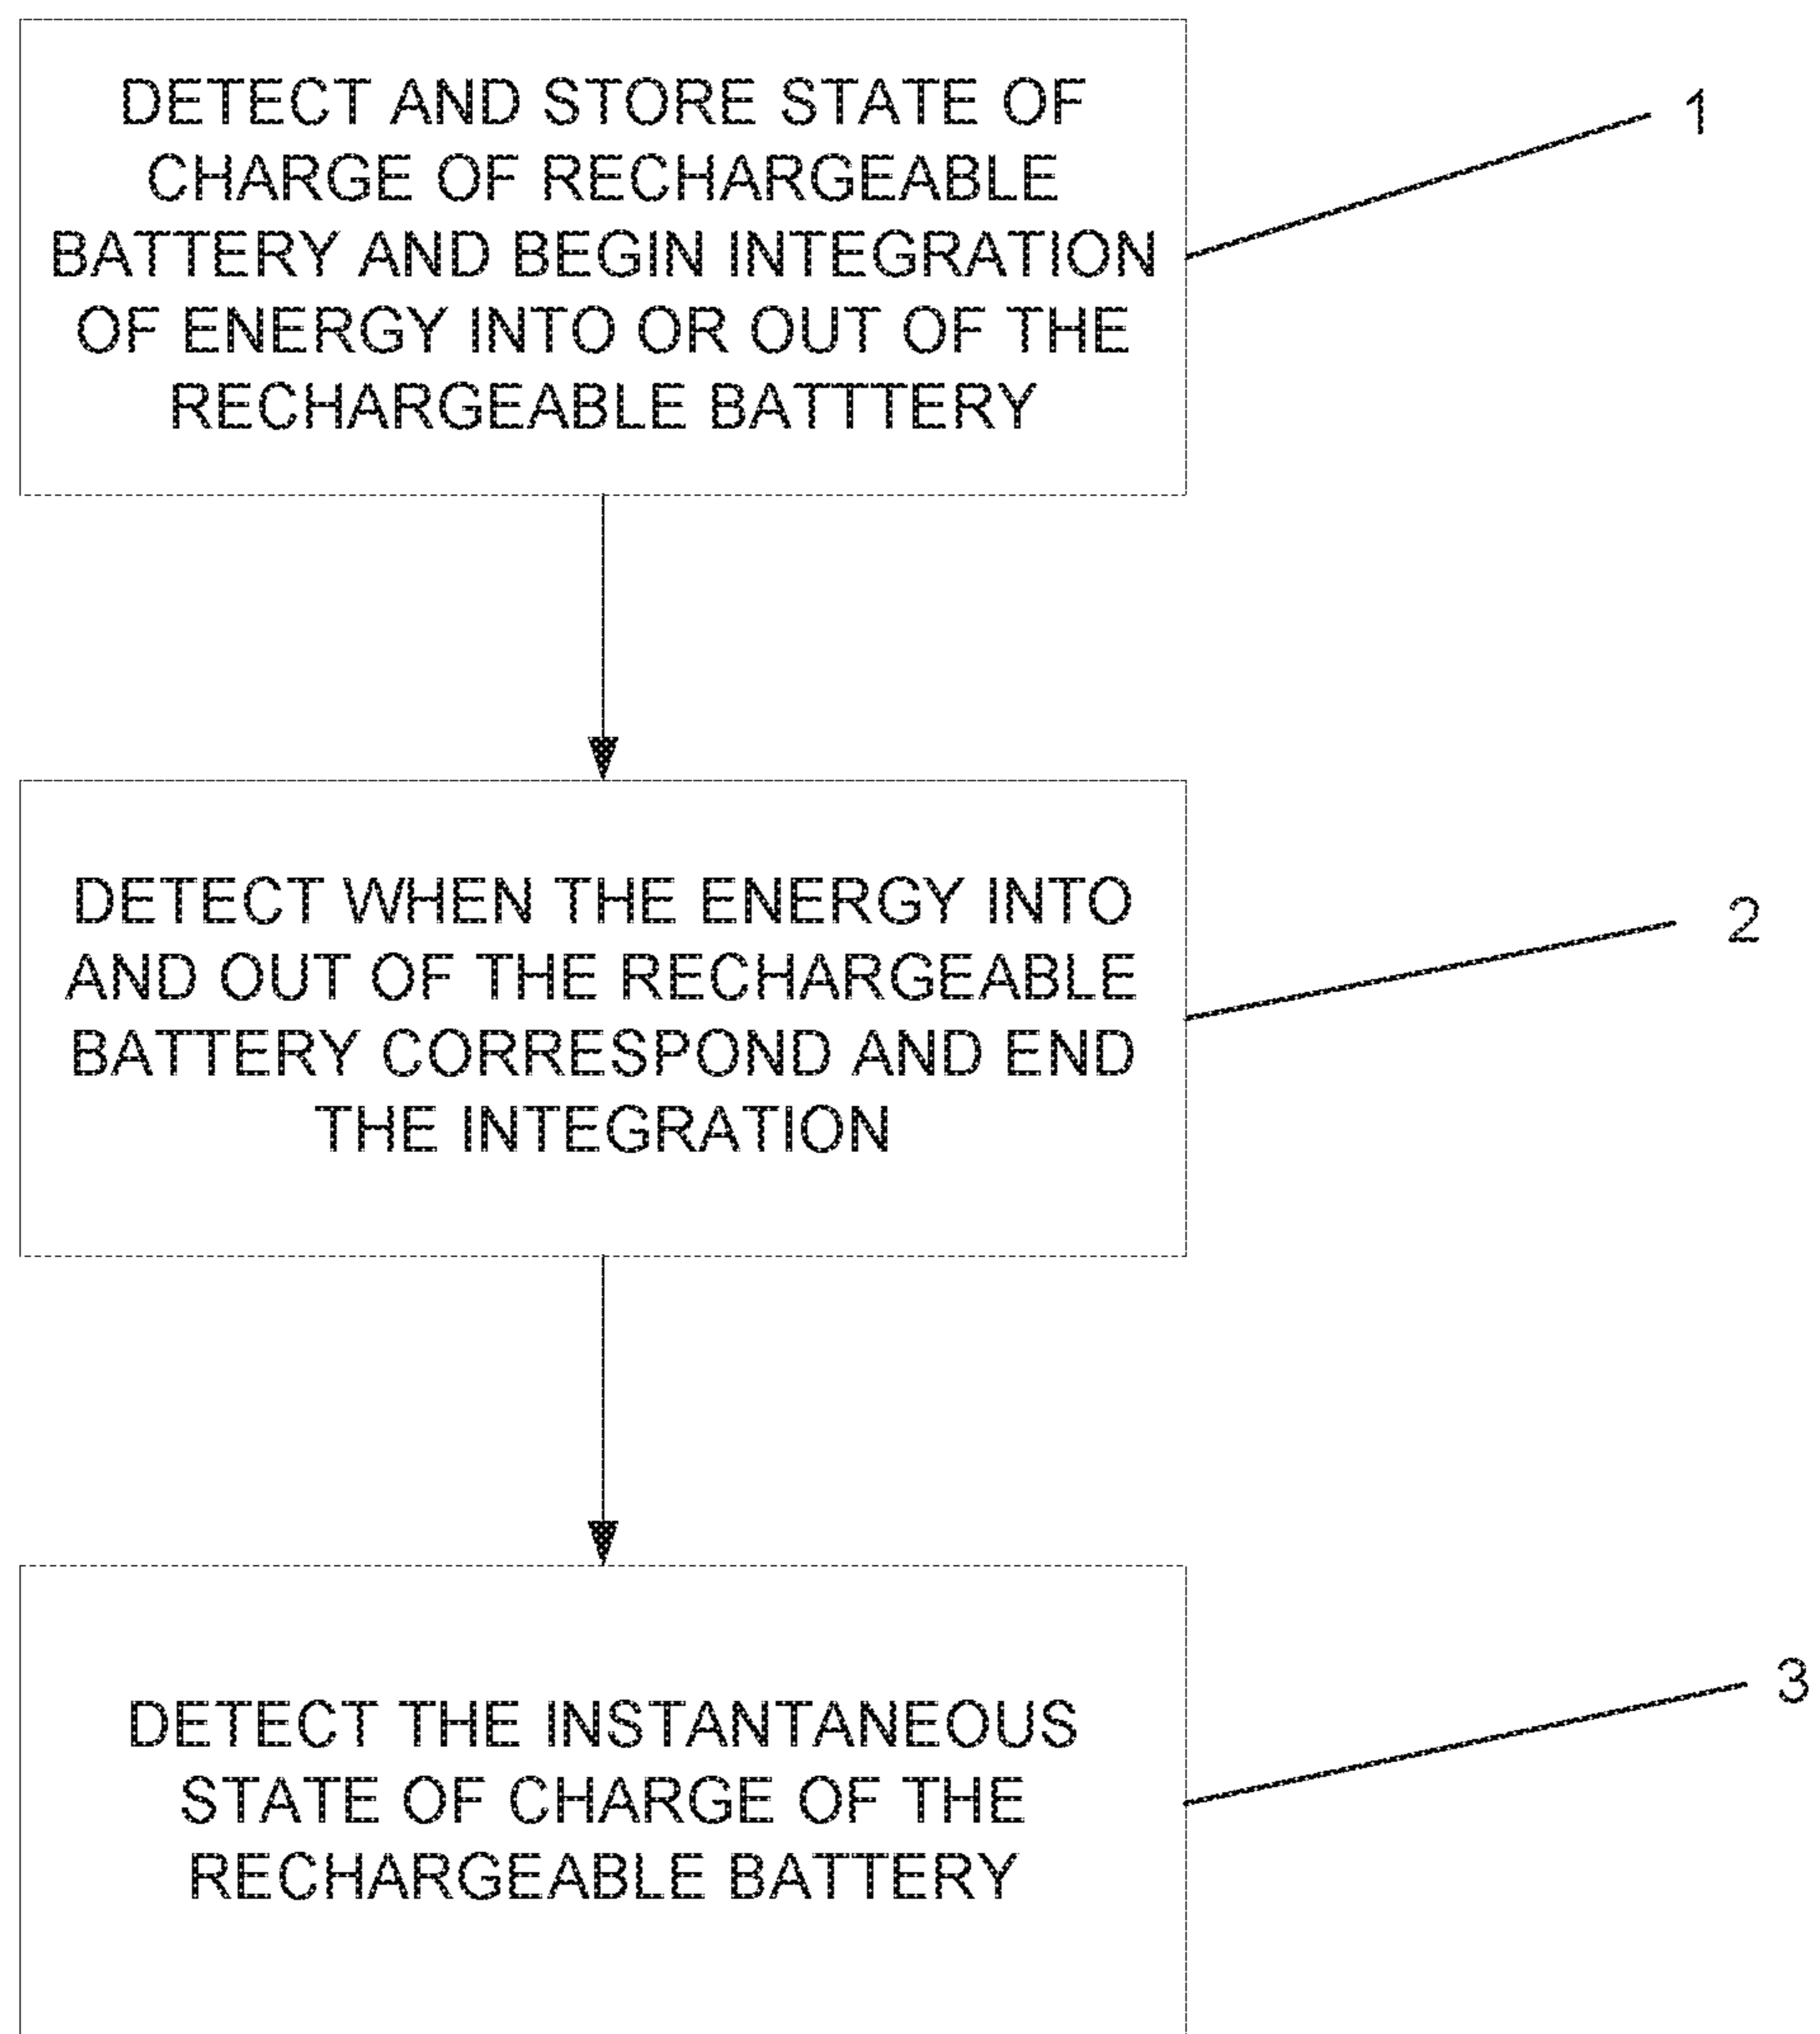 DETECT AND STORE STATE OF
CHARGE OF RECHARGEABLE
BATTERY AND BEGIN INTEGRATION
OF ENERGY INTO OR OUT OF THE
RECHARGEABLE BATTTERY
1
DETECT WHEN THE ENERGY INTO
AND OUT OF THE RECHARGEABLE
BATTERY CORRESPOND AND END
THE INTEGRATION
2
DETECT THE INSTANTANEOUS
STATE OF CHARGE OF THE
RECHARGEABLE BATTERY
3